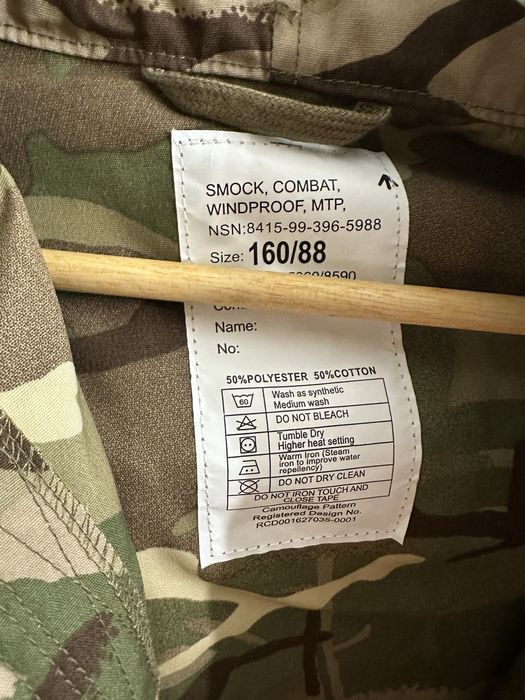 SMOCK, COMBAT,
WINDPROOF, MTP,
NSN:8415-99-396-5988
Size: 160/88
/8590
Name:
No:
50%POLYESTER 50%COTTON
60
Wash as synthetic
Medium wash
DO NOT BLEACH
Tumble Dry
Higher heat setting
Warm Iron (Steam
iron to improve water
repellency)
DO NOT DRY CLEAN
DO NOT IRON TOUCH AND
CLOSE TAPE
Camouflage Pattern
Registered Design No.
RCD001627035-0001